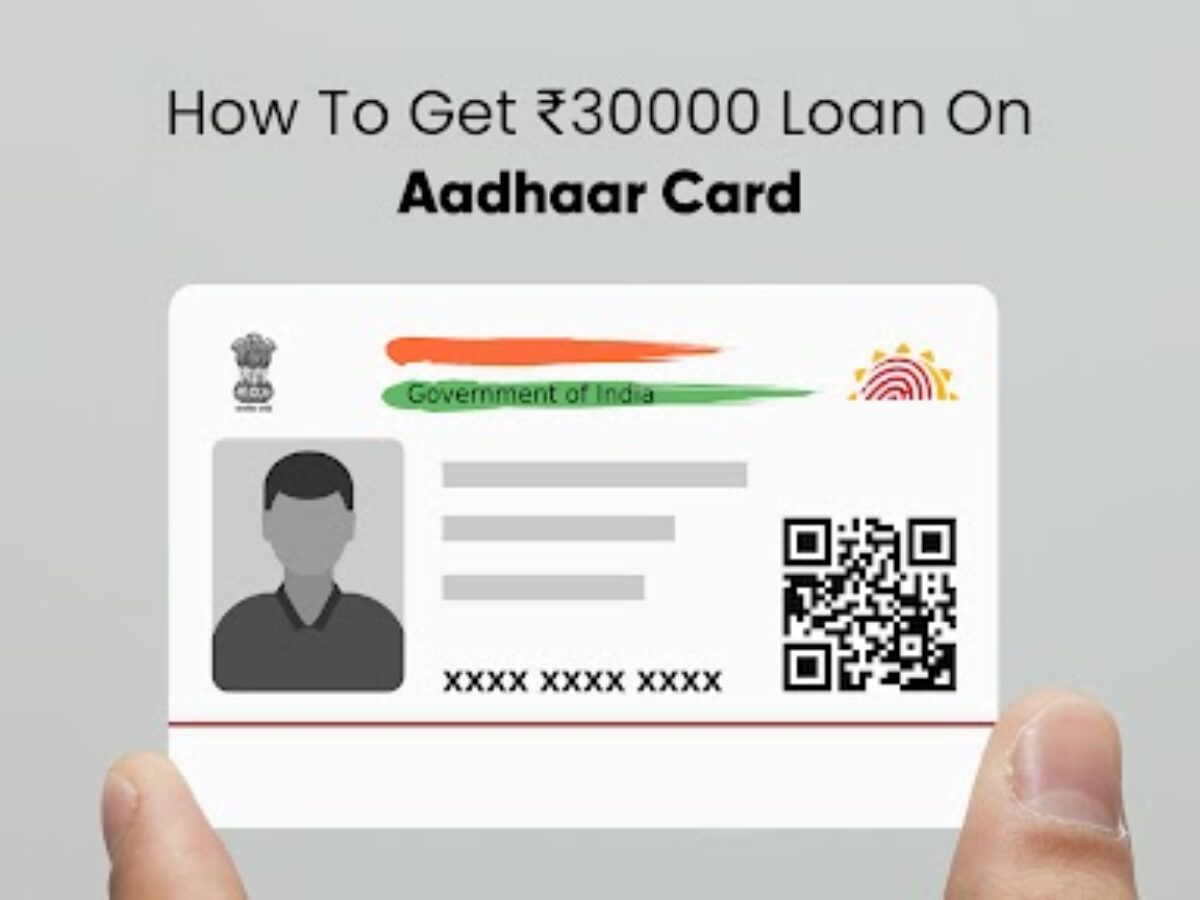 How To Get ₹30000 Loan On
Aadhaar Card
Government of India
xxxx xxxx xxxx